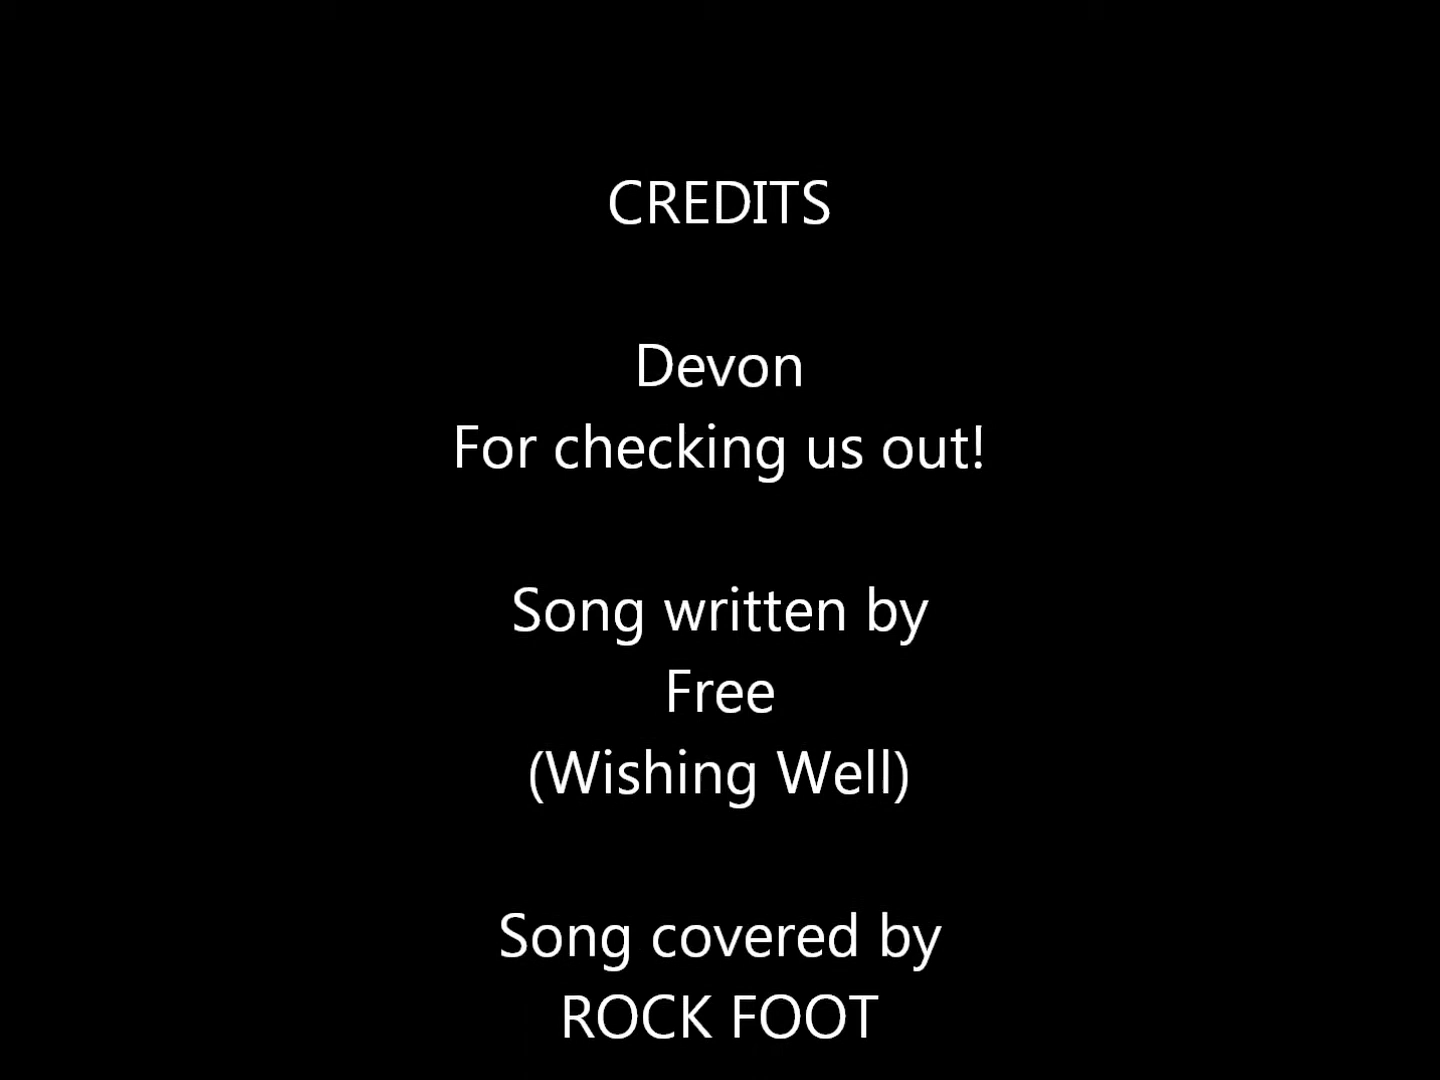 CREDITS
Devon
For checking us out!
Song written by
Free
(Wishing Well)
Song covered by
ROCK FOOT